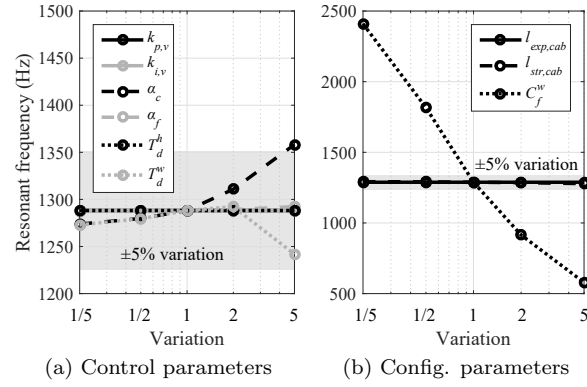 1500
1450
1400
1350
1300
1250
1200
Resonant frequency (Hz)
k_{p,v}
k_{i,v}
α_c
α_f
T_d^h
T_d^w
±5% variation
1/5 1/2 1 2 5
Variation
(a) Control parameters
2500
2000
1500
1000
500
l_{exp,cab}
l_{str,cab}
C_f^w
±5% variation
1/5 1/2 1 2 5
Variation
(b) Config. parameters